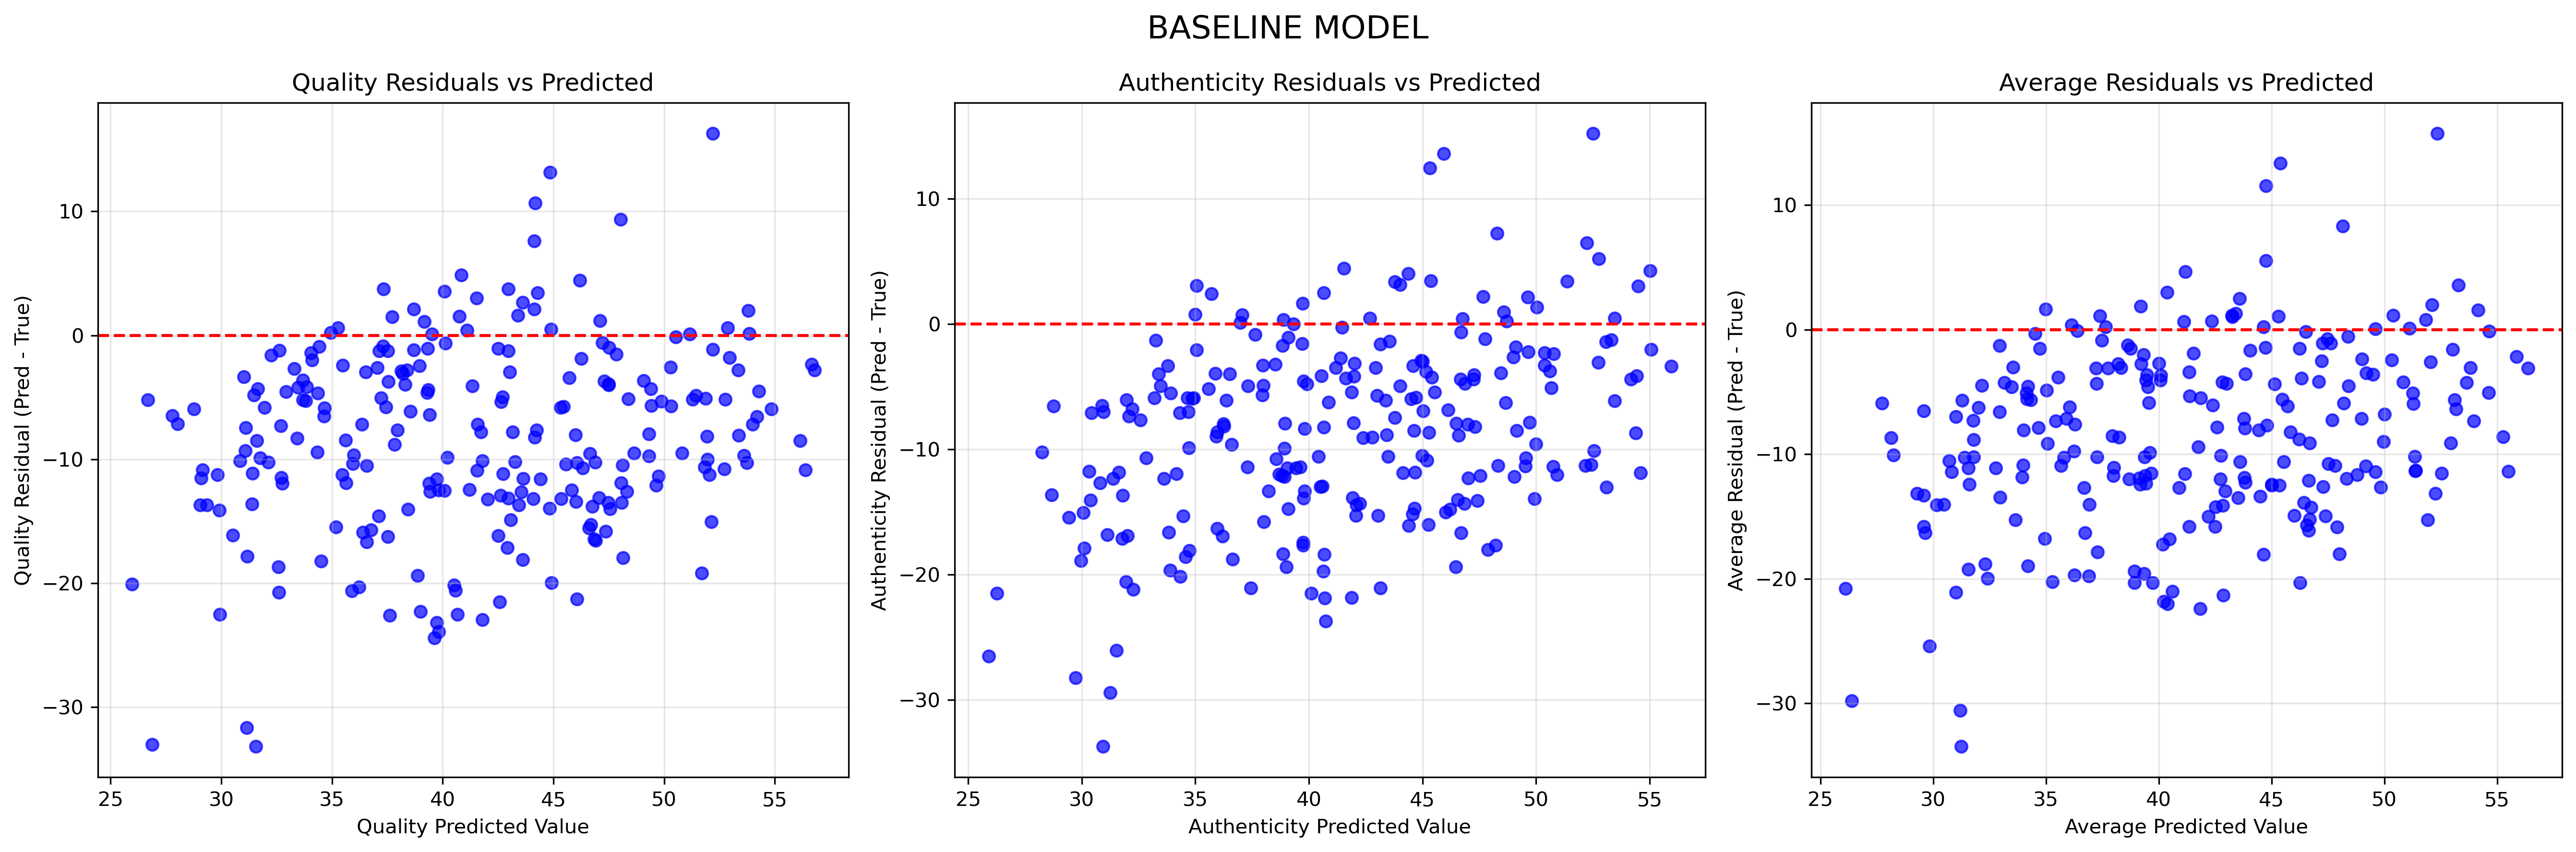 BASELINE MODEL
Quality Residuals vs Predicted
Quality Residual (Pred - True)
10
0
−10
−20
−30
25 30 35 40 45 50 55
Quality Predicted Value
Authenticity Residuals vs Predicted
Authenticity Residual (Pred - True)
10
0
−10
−20
−30
25 30 35 40 45 50 55
Authenticity Predicted Value
Average Residuals vs Predicted
Average Residual (Pred - True)
10
0
−10
−20
−30
25 30 35 40 45 50 55
Average Predicted Value